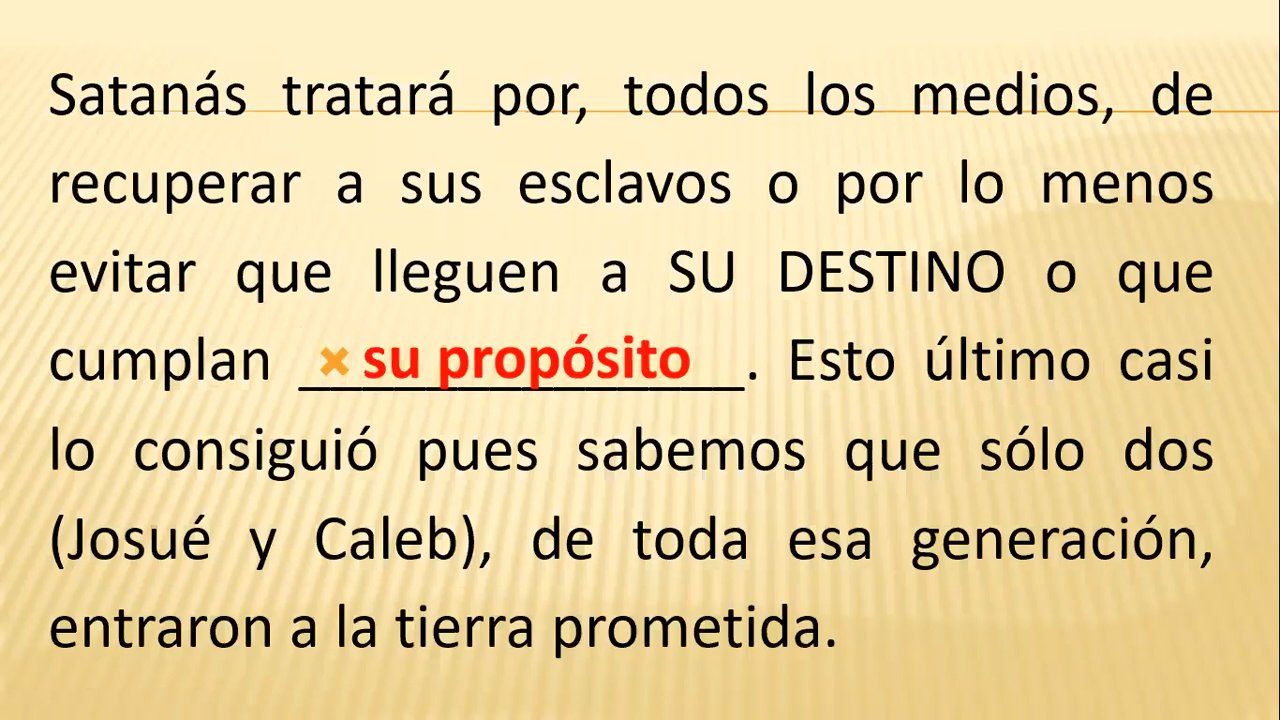 Satanás tratará por, todos los medios, de
recuperar a sus esclavos o por lo menos
evitar que lleguen a SU DESTINO o que
cumplan su propósito. Esto último casi
lo consiguió pues sabemos que sólo dos
(Josué y Caleb), de toda esa generación,
entraron a la tierra prometida.